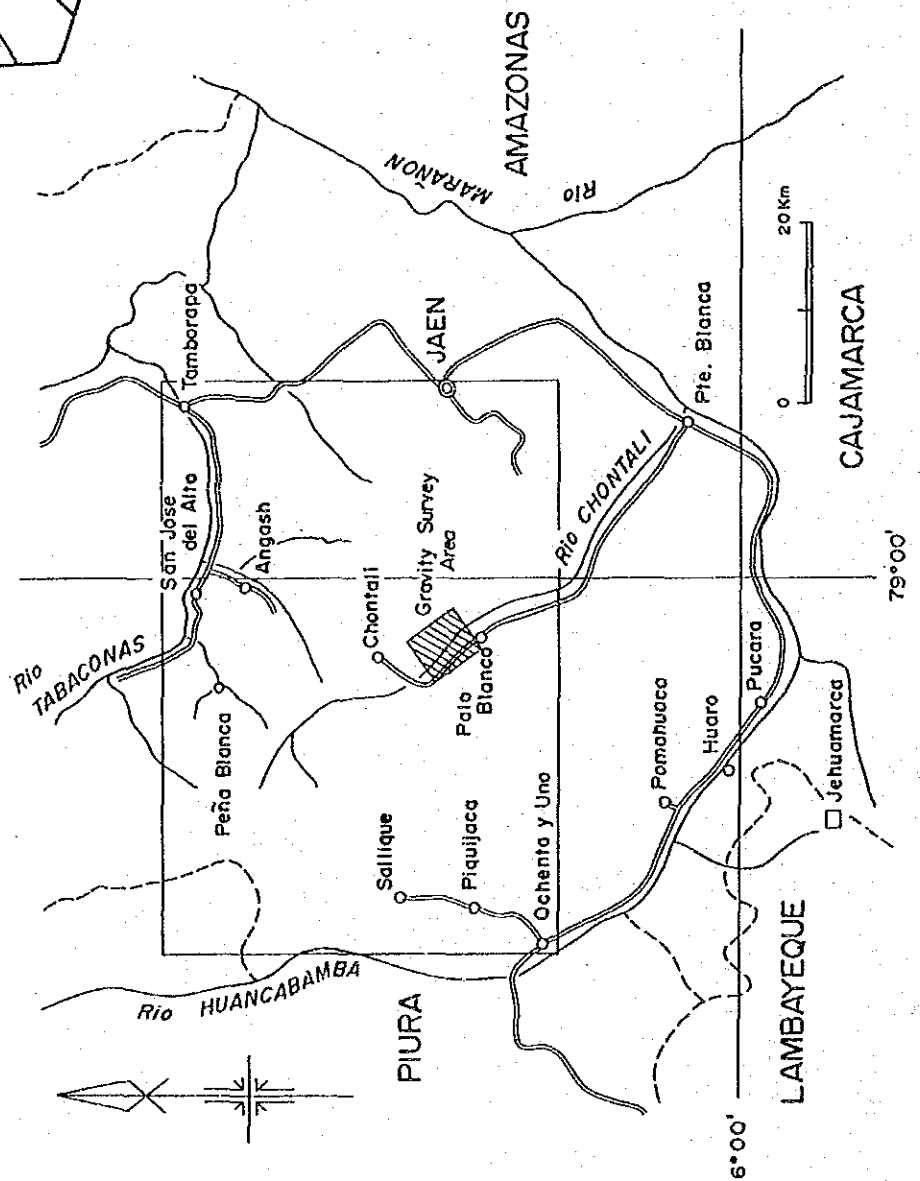 Rio
TABACONAS
San Jose
del Alto
Tamborapa
Angash
Peña Blanca
Chontali
Gravity Survey
Area
Palo
Blanco
Rio CHONTALI
JAEN
RIO
MARAÑON
AMAZONAS
Sallique
Piquijaca
Ochenta y Uno
Rio HUANCABAMBA
PIURA
Pomahuaca
Huaro
Pucara
Pte. Blanca
Jehuamarca
LAMBAYEQUE
CAJAMARCA
0
20Km
6°00'
79°00'